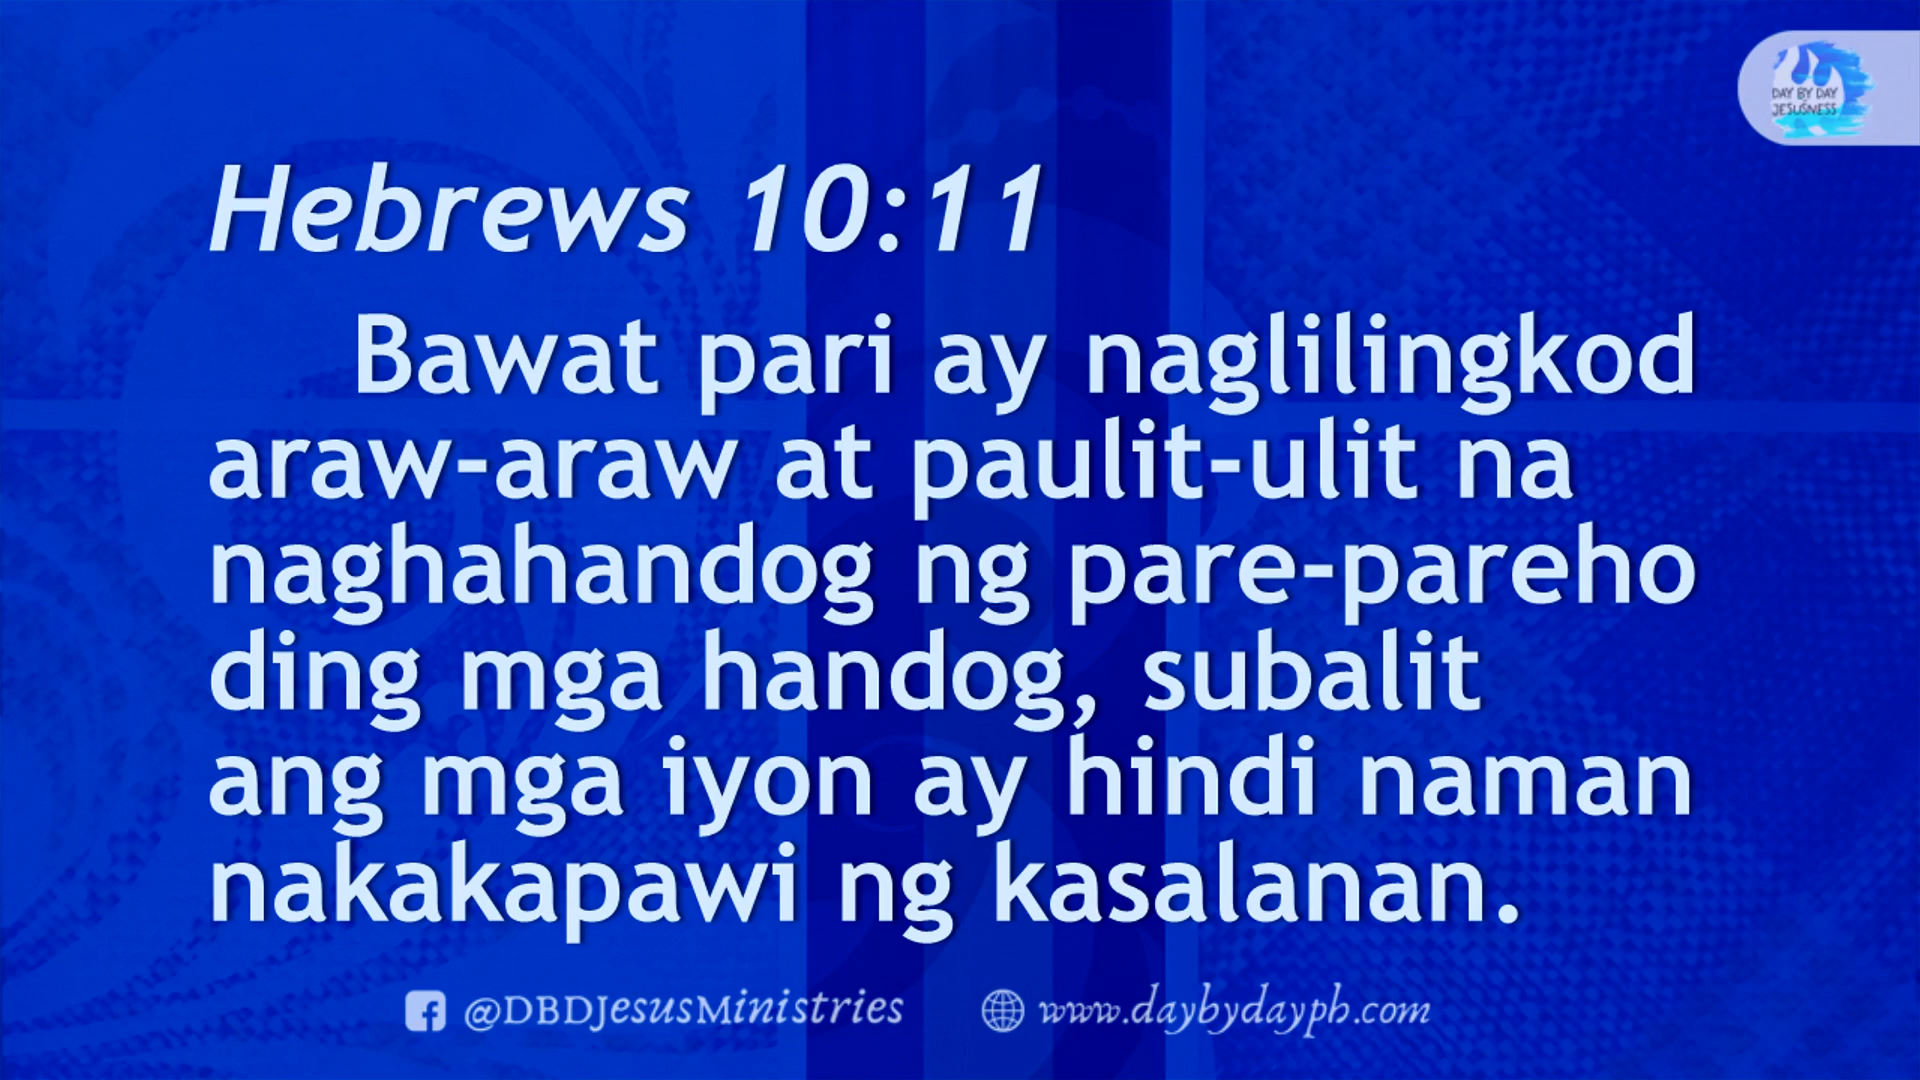 DAY BY DAY
JESUSNESS
Hebrews 10:11
Bawat pari ay naglilingkod
araw-araw at paulit-ulit na
naghahandog ng pare-pareho
ding mga handog, subalit
ang mga iyon ay hindi naman
nakakapawi ng kasalanan.
@DBDJesusMinistries www.daybydayph.com